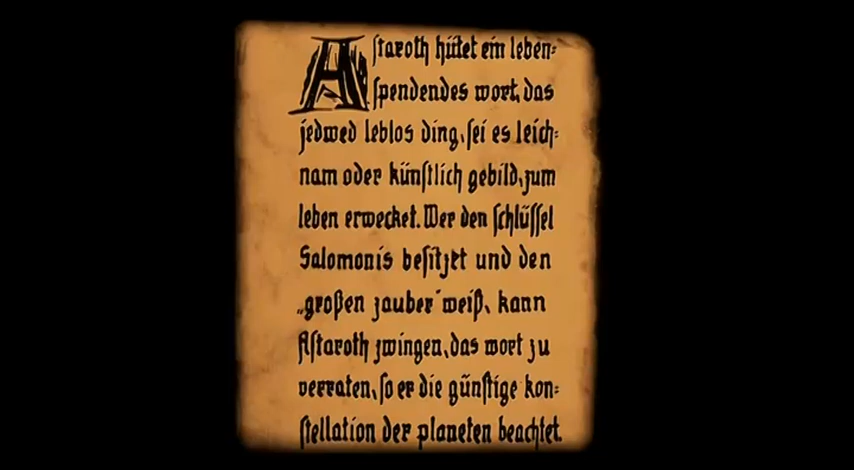 Astaroth hütet ein leben=
spendendes wort, das
jedwed leblos ding, sei es leich=
nam oder künstlich gebild, zum
leben erwecket. Wer den schlüssel
Salomonis besitzet und den
„großen zauber" weiß, kann
Astaroth zwingen, das wort zu
verraten, so er die günstige kon=
stellation der planeten beachtet.